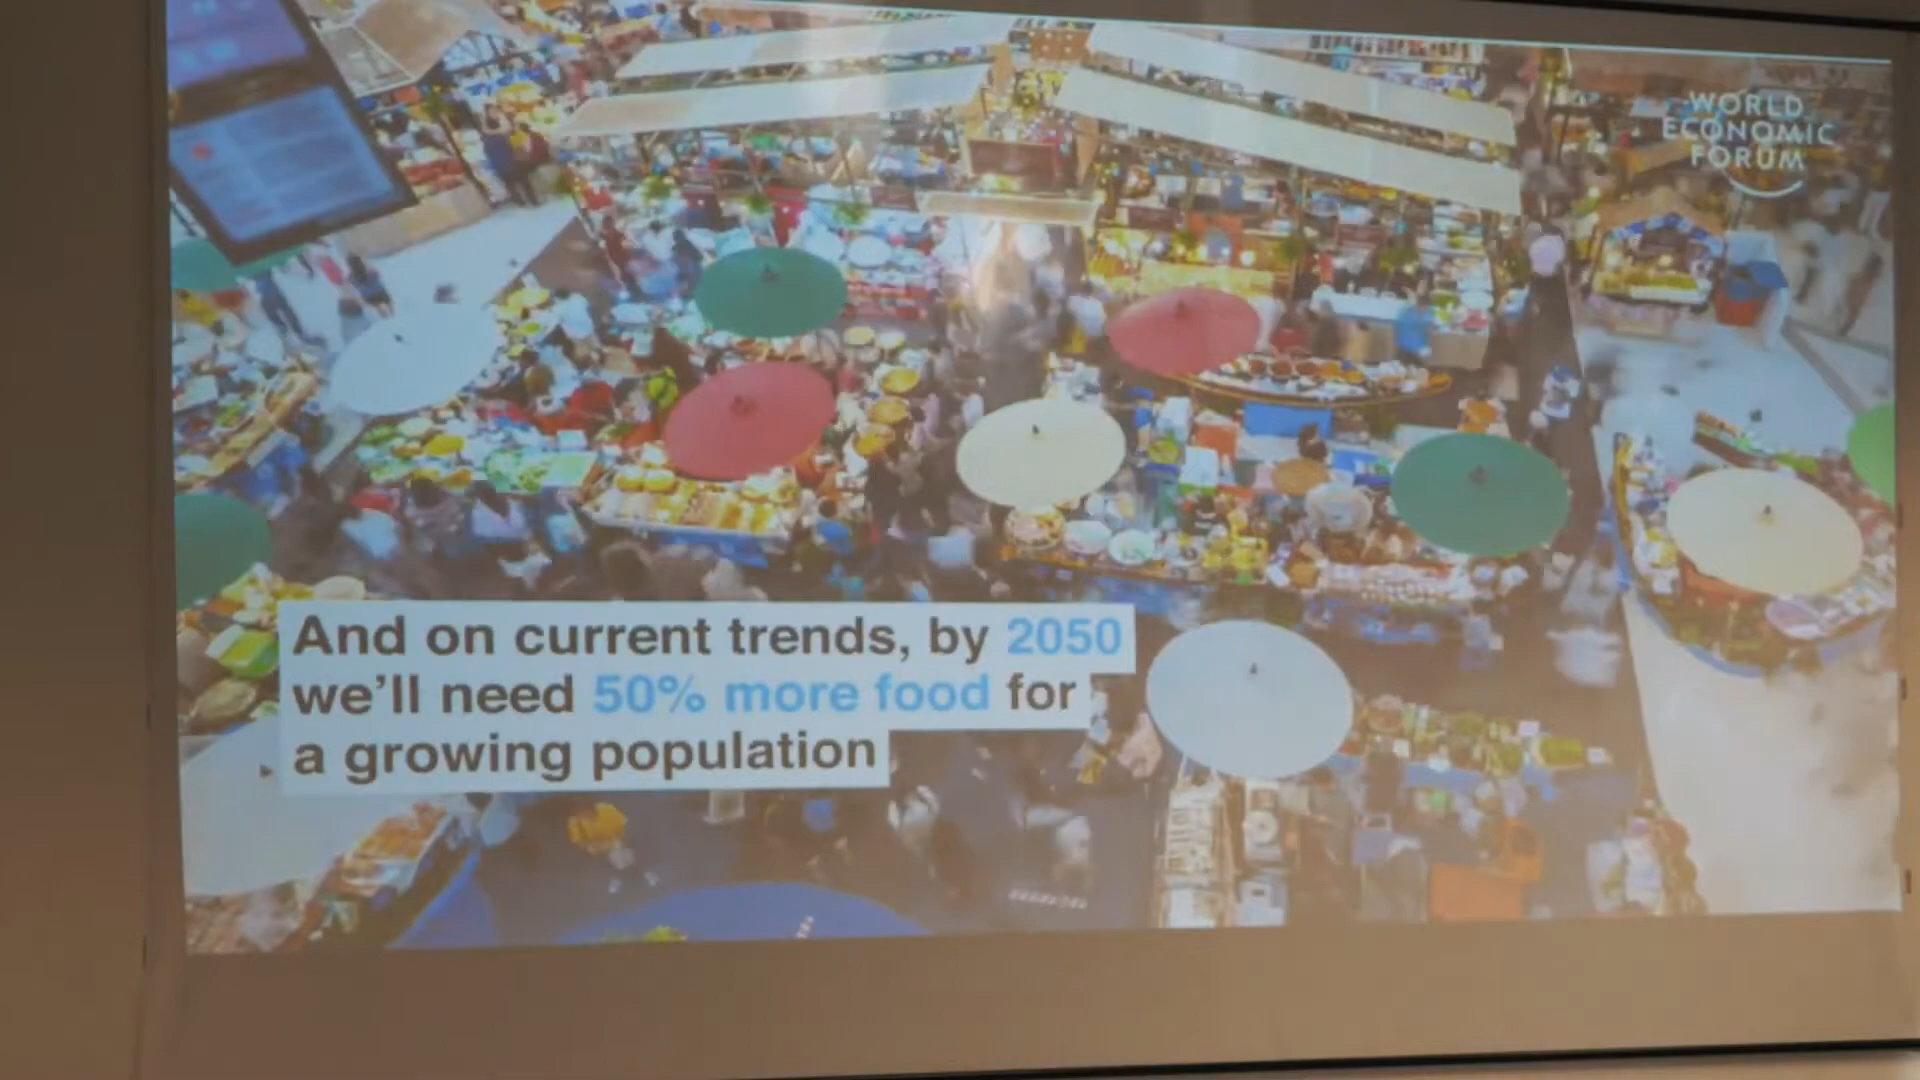 WORLD
ECONOMIC
FORUM
And on current trends, by 2050
we'll need 50% more food for
a growing population